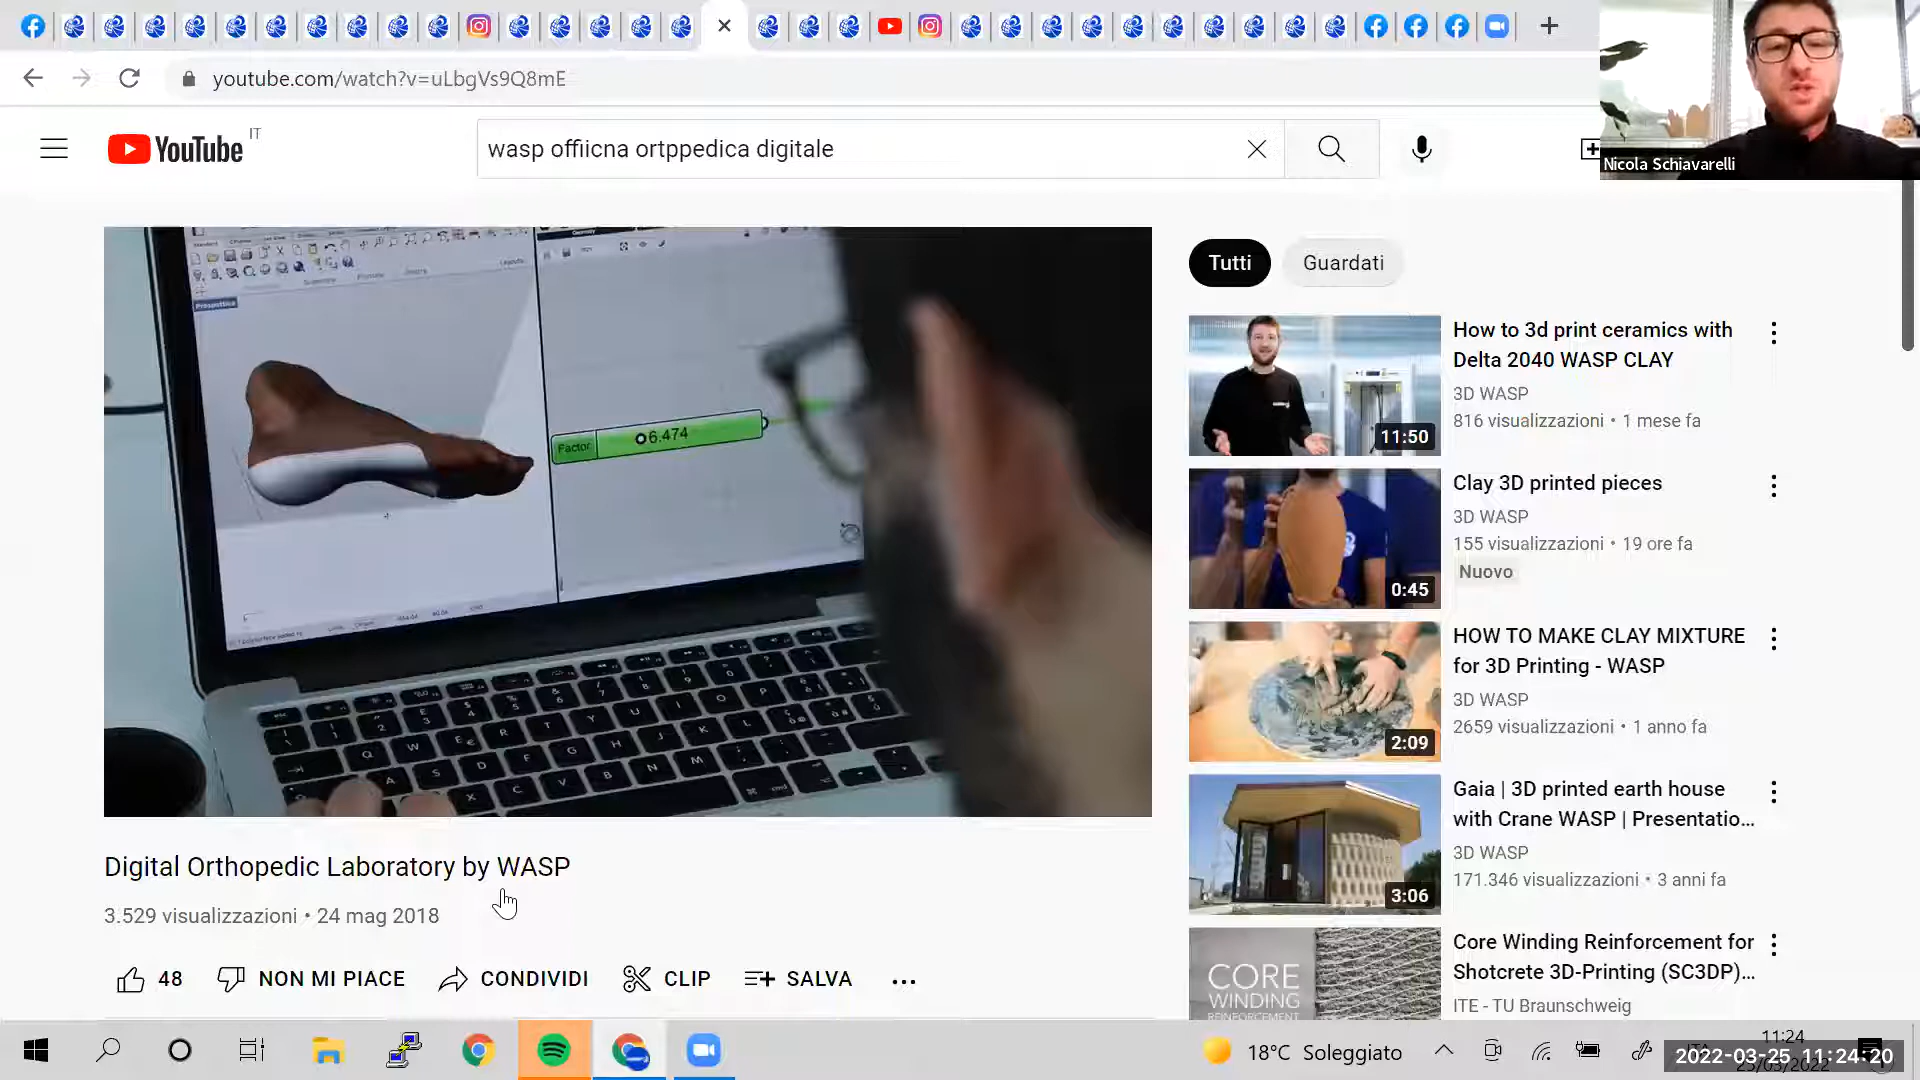 youtube.com/watch?v=uLbgVs9Q8mE
YouTube IT
wasp offiicna ortppedica digitale
Nicola Schiavarelli
Prospettica
Factor
6.474
Tutti
Guardati
11:50
How to 3d print ceramics with
Delta 2040 WASP CLAY
3D WASP
816 visualizzazioni • 1 mese fa
0:45
Clay 3D printed pieces
3D WASP
155 visualizzazioni • 19 ore fa
Nuovo
2:09
HOW TO MAKE CLAY MIXTURE
for 3D Printing - WASP
3D WASP
2659 visualizzazioni • 1 anno fa
3:06
Gaia | 3D printed earth house
with Crane WASP | Presentatio...
3D WASP
171.346 visualizzazioni • 3 anni fa
CORE
WINDING
REINFORCEMENT
Core Winding Reinforcement for
Shotcrete 3D-Printing (SC3DP)...
ITE - TU Braunschweig
Digital Orthopedic Laboratory by WASP
3.529 visualizzazioni • 24 mag 2018
48
NON MI PIACE
CONDIVIDI
CLIP
SALVA
18°C Soleggiato
11:24
2022-03-25 11:24:20